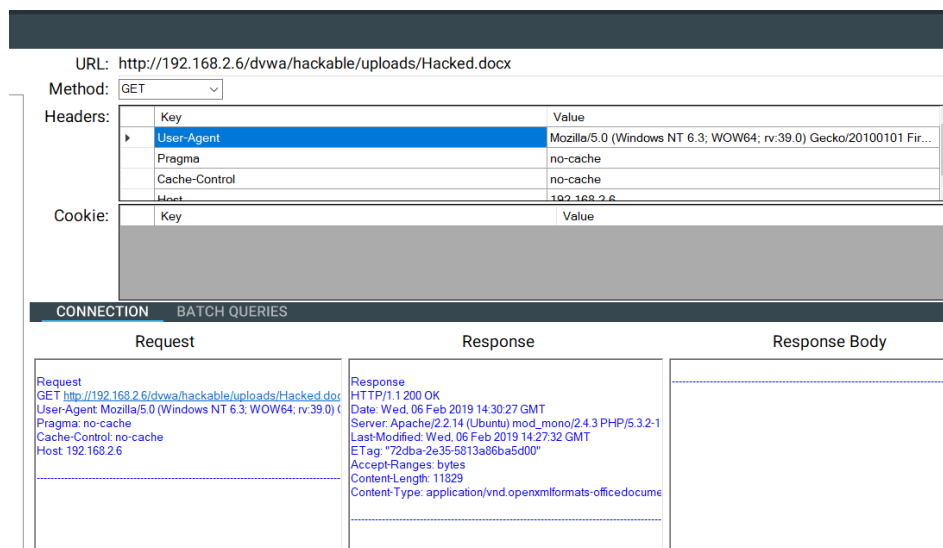 URL: http://192.168.2.6/dvwa/hackable/uploads/Hacked.docx
Method: GET
Headers:
Key Value
User-Agent Mozilla/5.0 (Windows NT 6.3; WOW64; rv:39.0) Gecko/20100101 Fir...
Pragma no-cache
Cache-Control no-cache
Host 192.168.2.6
Cookie:
Key Value
CONNECTION BATCH QUERIES
Request
Request
GET http://192.168.2.6/dvwa/hackable/uploads/Hacked.doc
User-Agent: Mozilla/5.0 (Windows NT 6.3; WOW64; rv:39.0) (
Pragma: no-cache
Cache-Control: no-cache
Host: 192.168.2.6
Response
Response
HTTP/1.1 200 OK
Date: Wed, 06 Feb 2019 14:30:27 GMT
Server: Apache/2.2.14 (Ubuntu) mod_mono/2.4.3 PHP/5.3.2-1
Last-Modified: Wed, 06 Feb 2019 14:27:32 GMT
ETag: "72dba-2e35-5813a86ba5d00"
Accept-Ranges: bytes
Content-Length: 11829
Content-Type: application/vnd.openxmlformats-officedocume
Response Body